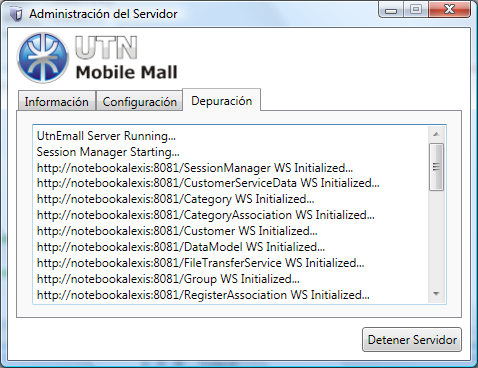 Administración del Servidor
UTN
Mobile Mall
Información Configuración Depuración
UtnEmall Server Running...
Session Manager Starting...
http://notebookalexis:8081/SessionManager WS Initialized...
http://notebookalexis:8081/CustomerServiceData WS Initialized...
http://notebookalexis:8081/Category WS Initialized...
http://notebookalexis:8081/CategoryAssociation WS Initialized...
http://notebookalexis:8081/Customer WS Initialized...
http://notebookalexis:8081/DataModel WS Initialized...
http://notebookalexis:8081/FileTransferService WS Initialized...
http://notebookalexis:8081/Group WS Initialized...
http://notebookalexis:8081/RegisterAssociation WS Initialized...
Detener Servidor